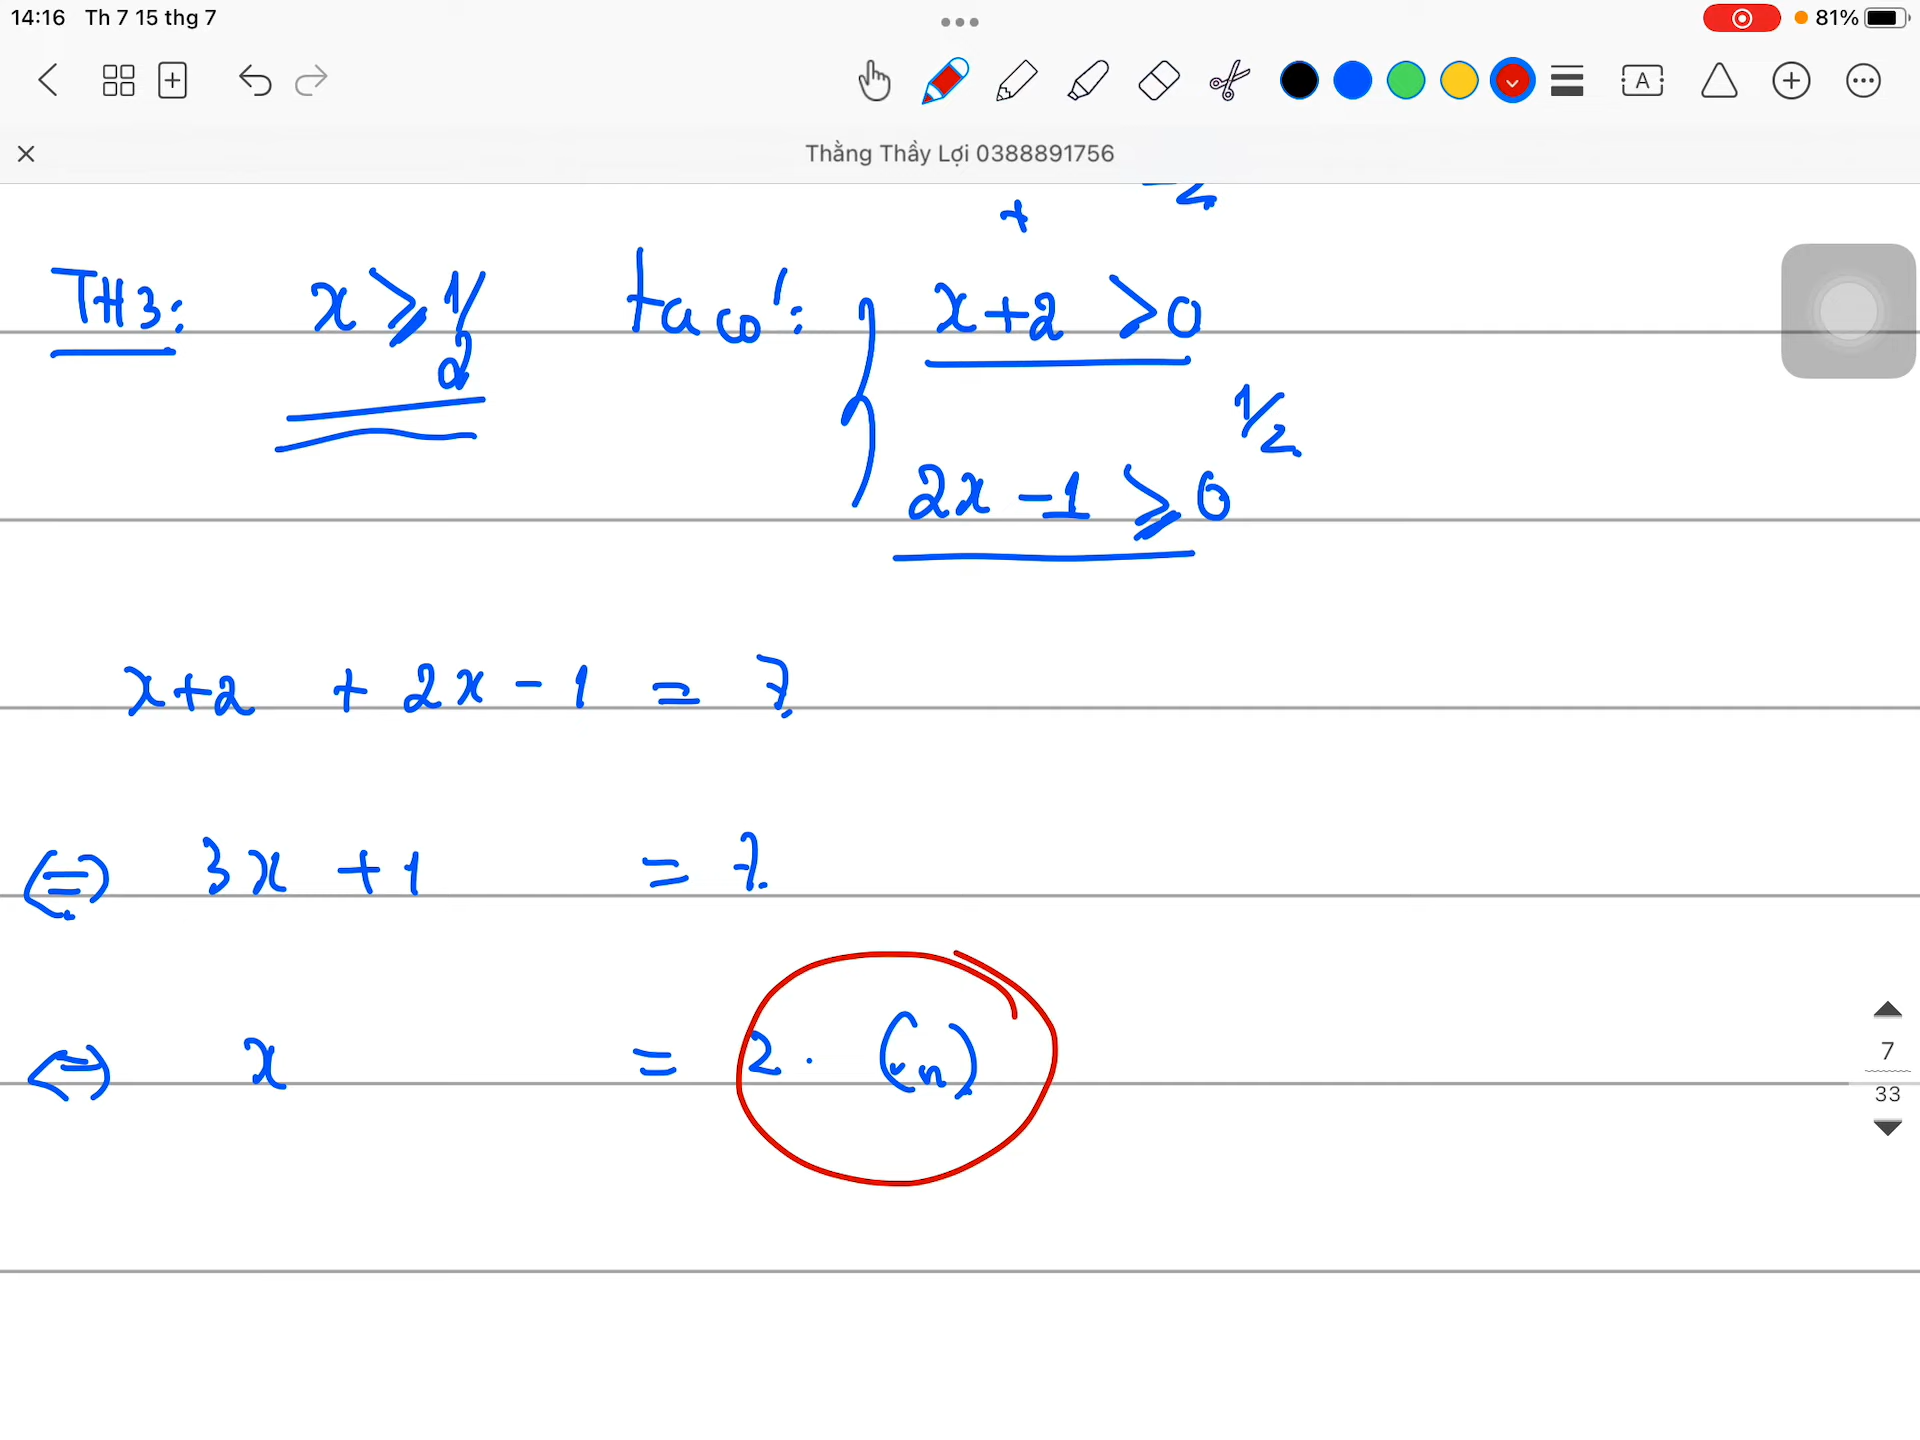 14:16 Th 7 15 thg 7
81%
A
Thằng Thầy Lợi 0388891756
+
TH3: x ≥ 1/2 ta có: x+2 > 0
1/2
2x - 1 ≥ 0
x+2 + 2x - 1 = 7.
⇔ 3x + 1 = 7.
⇔ x = 2. (n)
7
33